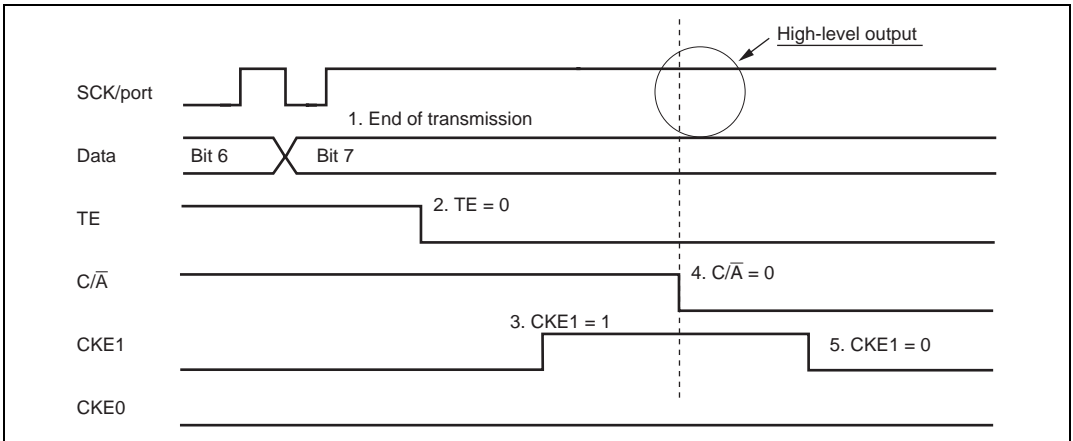 High-level output
SCK/port
1. End of transmission
Data
Bit 6
Bit 7
TE
2. TE = 0
C/A̅
4. C/A̅ = 0
3. CKE1 = 1
CKE1
5. CKE1 = 0
CKE0